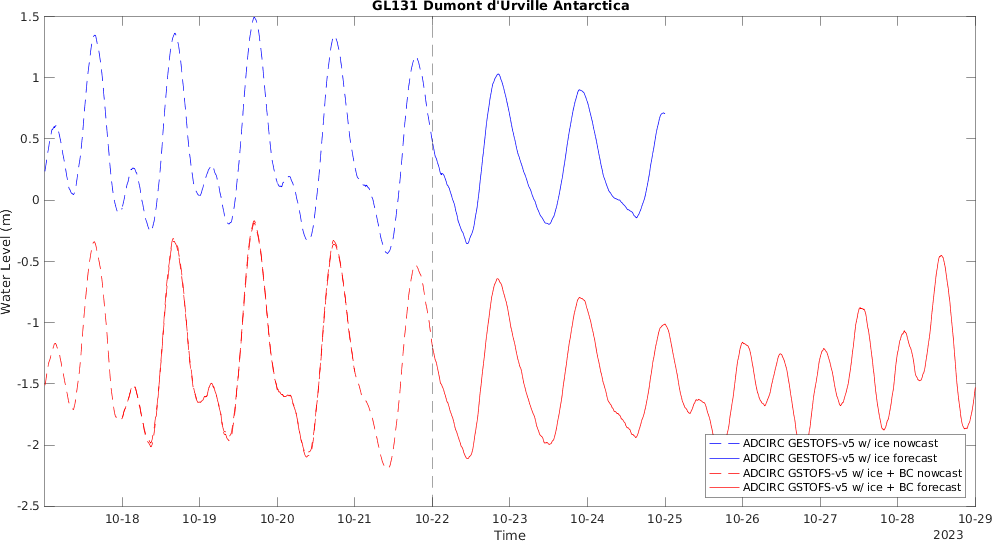 GL131 Dumont d'Urville Antarctica
1.5
1
0.5
0
-0.5
-1
-1.5
-2
-2.5
Water Level (m)
ADCIRC GESTOFS-v5 w/ ice nowcast
ADCIRC GESTOFS-v5 w/ ice forecast
ADCIRC GSTOFS-v5 w/ ice + BC nowcast
ADCIRC GSTOFS-v5 w/ ice + BC forecast
10-18 10-19 10-20 10-21 10-22 10-23 10-24 10-25 10-26 10-27 10-28 10-29
Time
2023